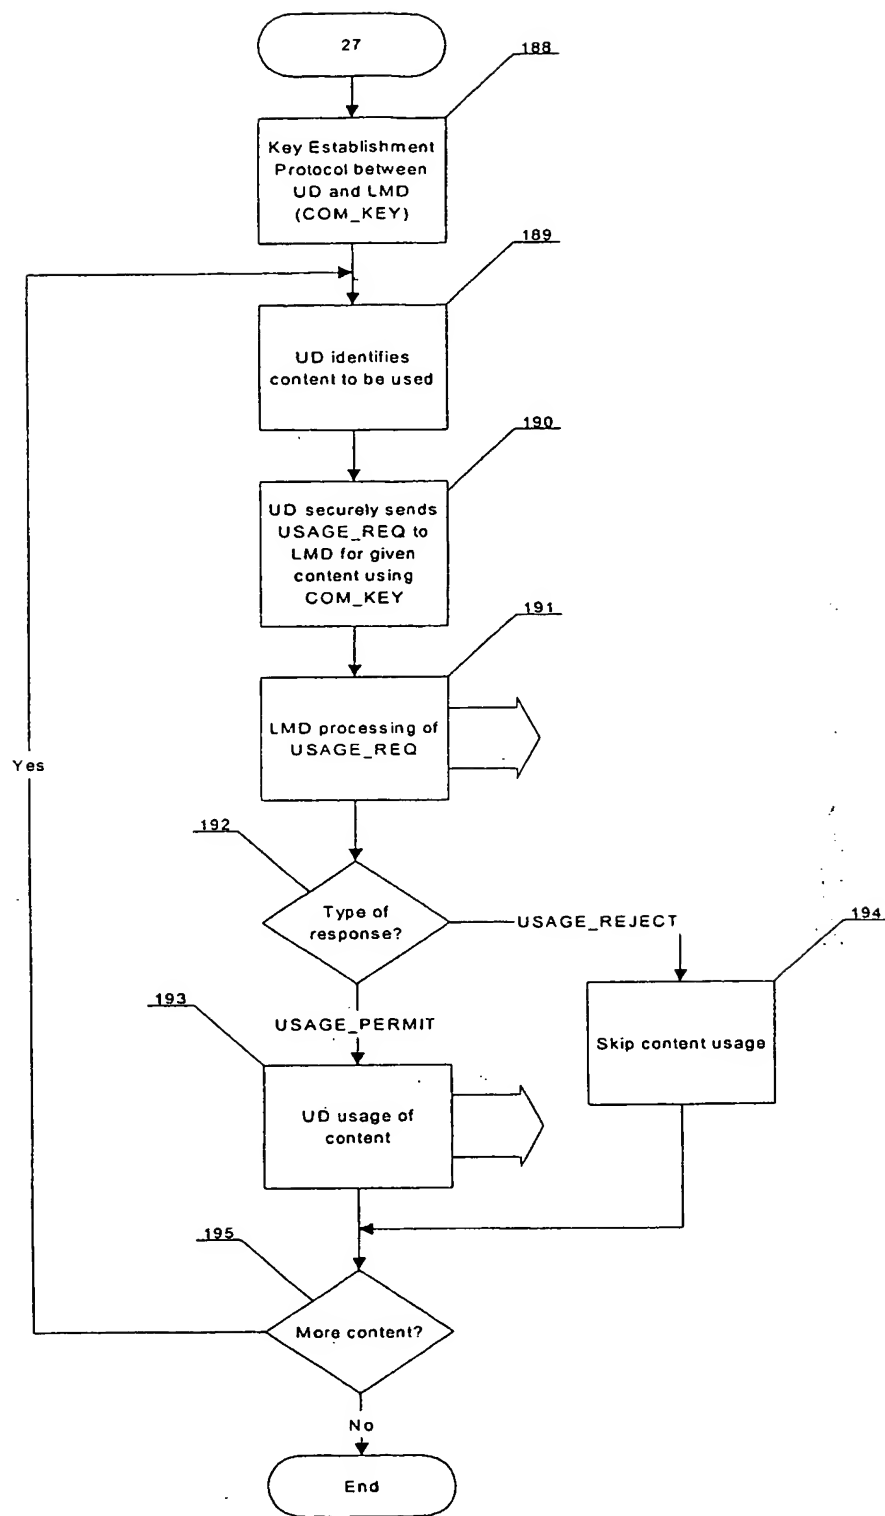 27
188
Key Establishment
Protocol between
UD and LMD
(COM_KEY)
189
UD identifies
content to be used
190
UD securely sends
USAGE_REQ to
LMD for given
content using
COM_KEY
191
LMD processing of
USAGE_REQ
Yes
192
Type of
response?
USAGE_REJECT
194
193
USAGE_PERMIT
Skip content usage
UD usage of
content
195
More content?
No
End